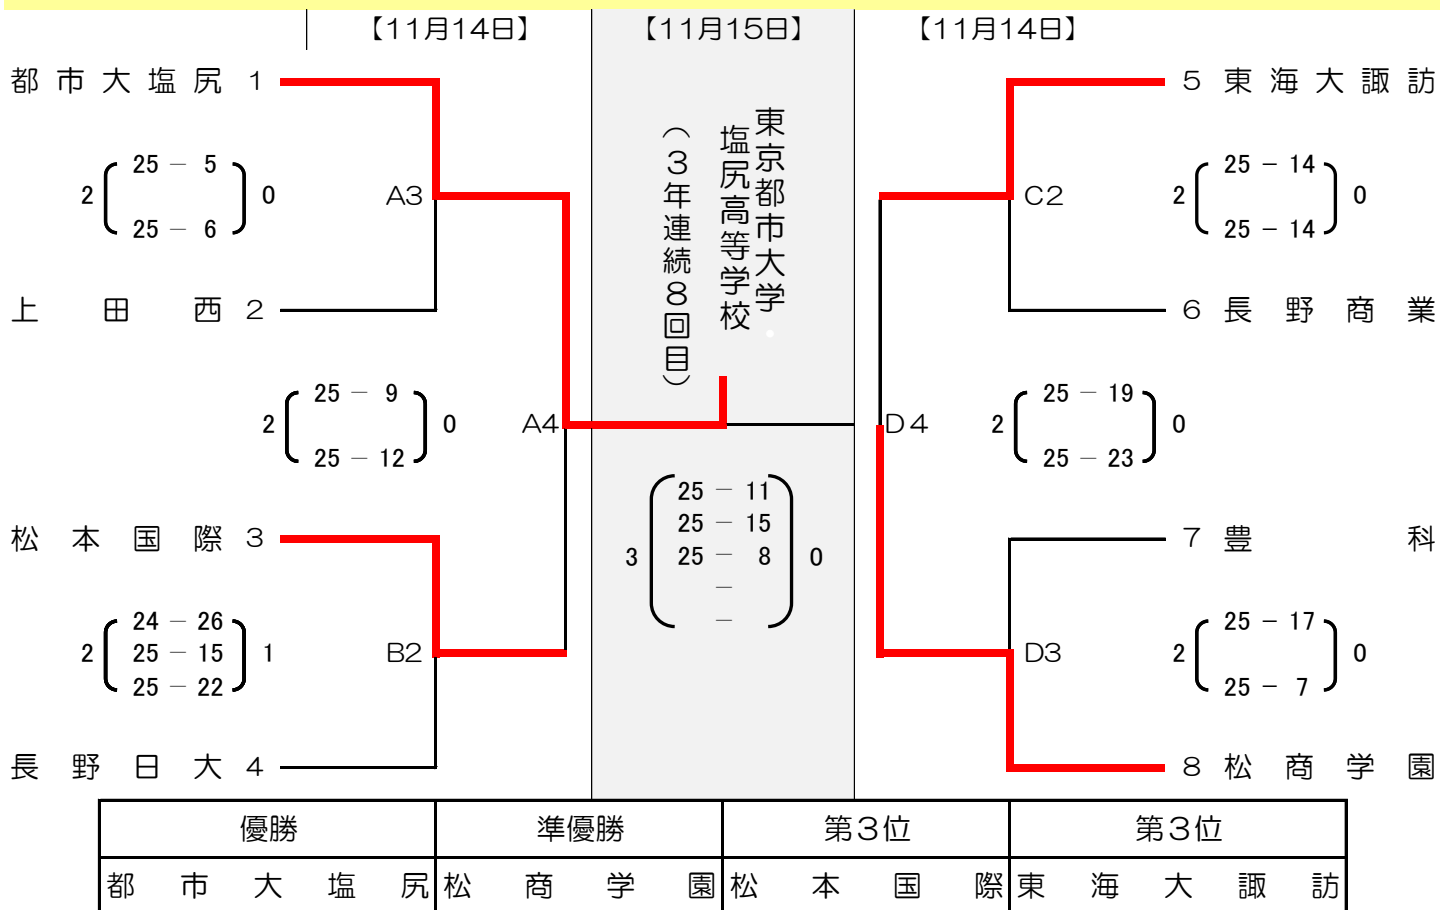 【11月14日】 【11月15日】 【11月14日】
都市大塩尻 1
25 － 5
2 0
25 － 6
A3
上田西 2
25 － 9
2 0
25 － 12
A4
松本国際 3
24 － 26
2 25 － 15 1
25 － 22
B2
長野日大 4
東京都市大学
塩尻高等学校
（３年連続８回目）
25 － 11
25 － 15
3 25 － 8 0
－
－
5 東海大諏訪
C2
25 － 14
2 0
25 － 14
6 長野商業
D4
25 － 19
2 0
25 － 23
7 豊科
D3
25 － 17
2 0
25 － 7
8 松商学園
優勝 準優勝 第３位 第３位
都市大塩尻 松商学園 松本国際 東海大諏訪